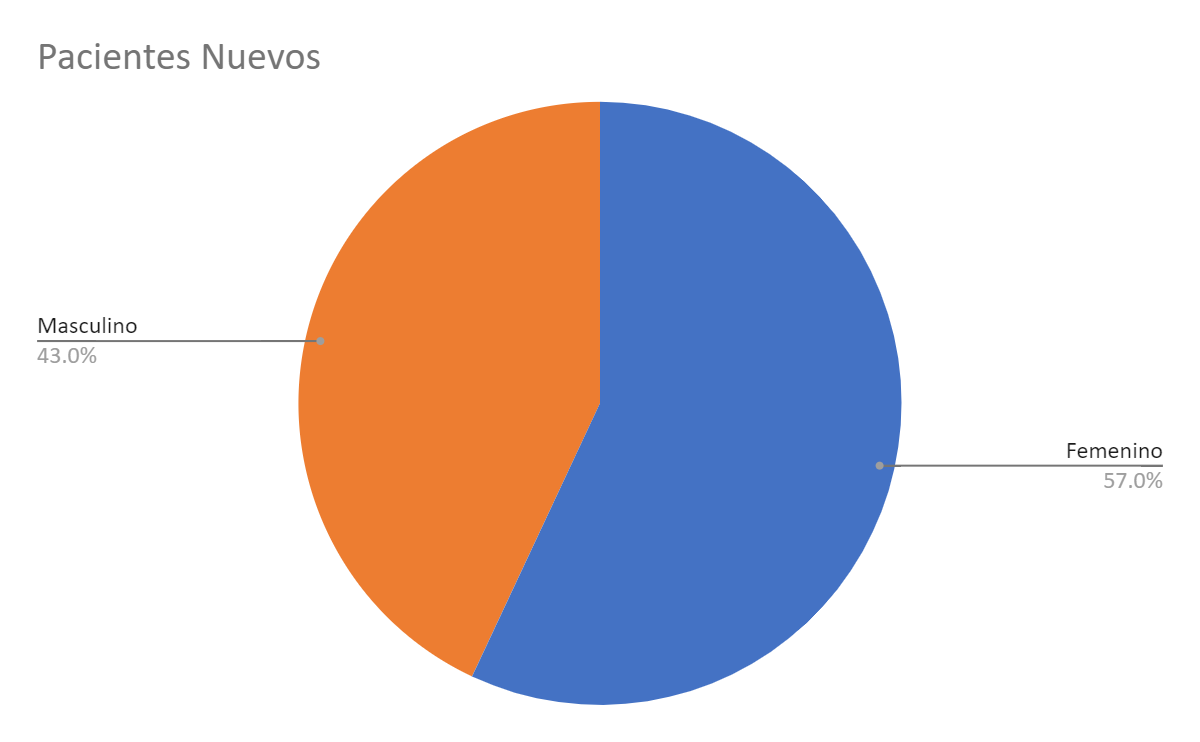 Pacientes Nuevos
Masculino
43.0%
Femenino
57.0%